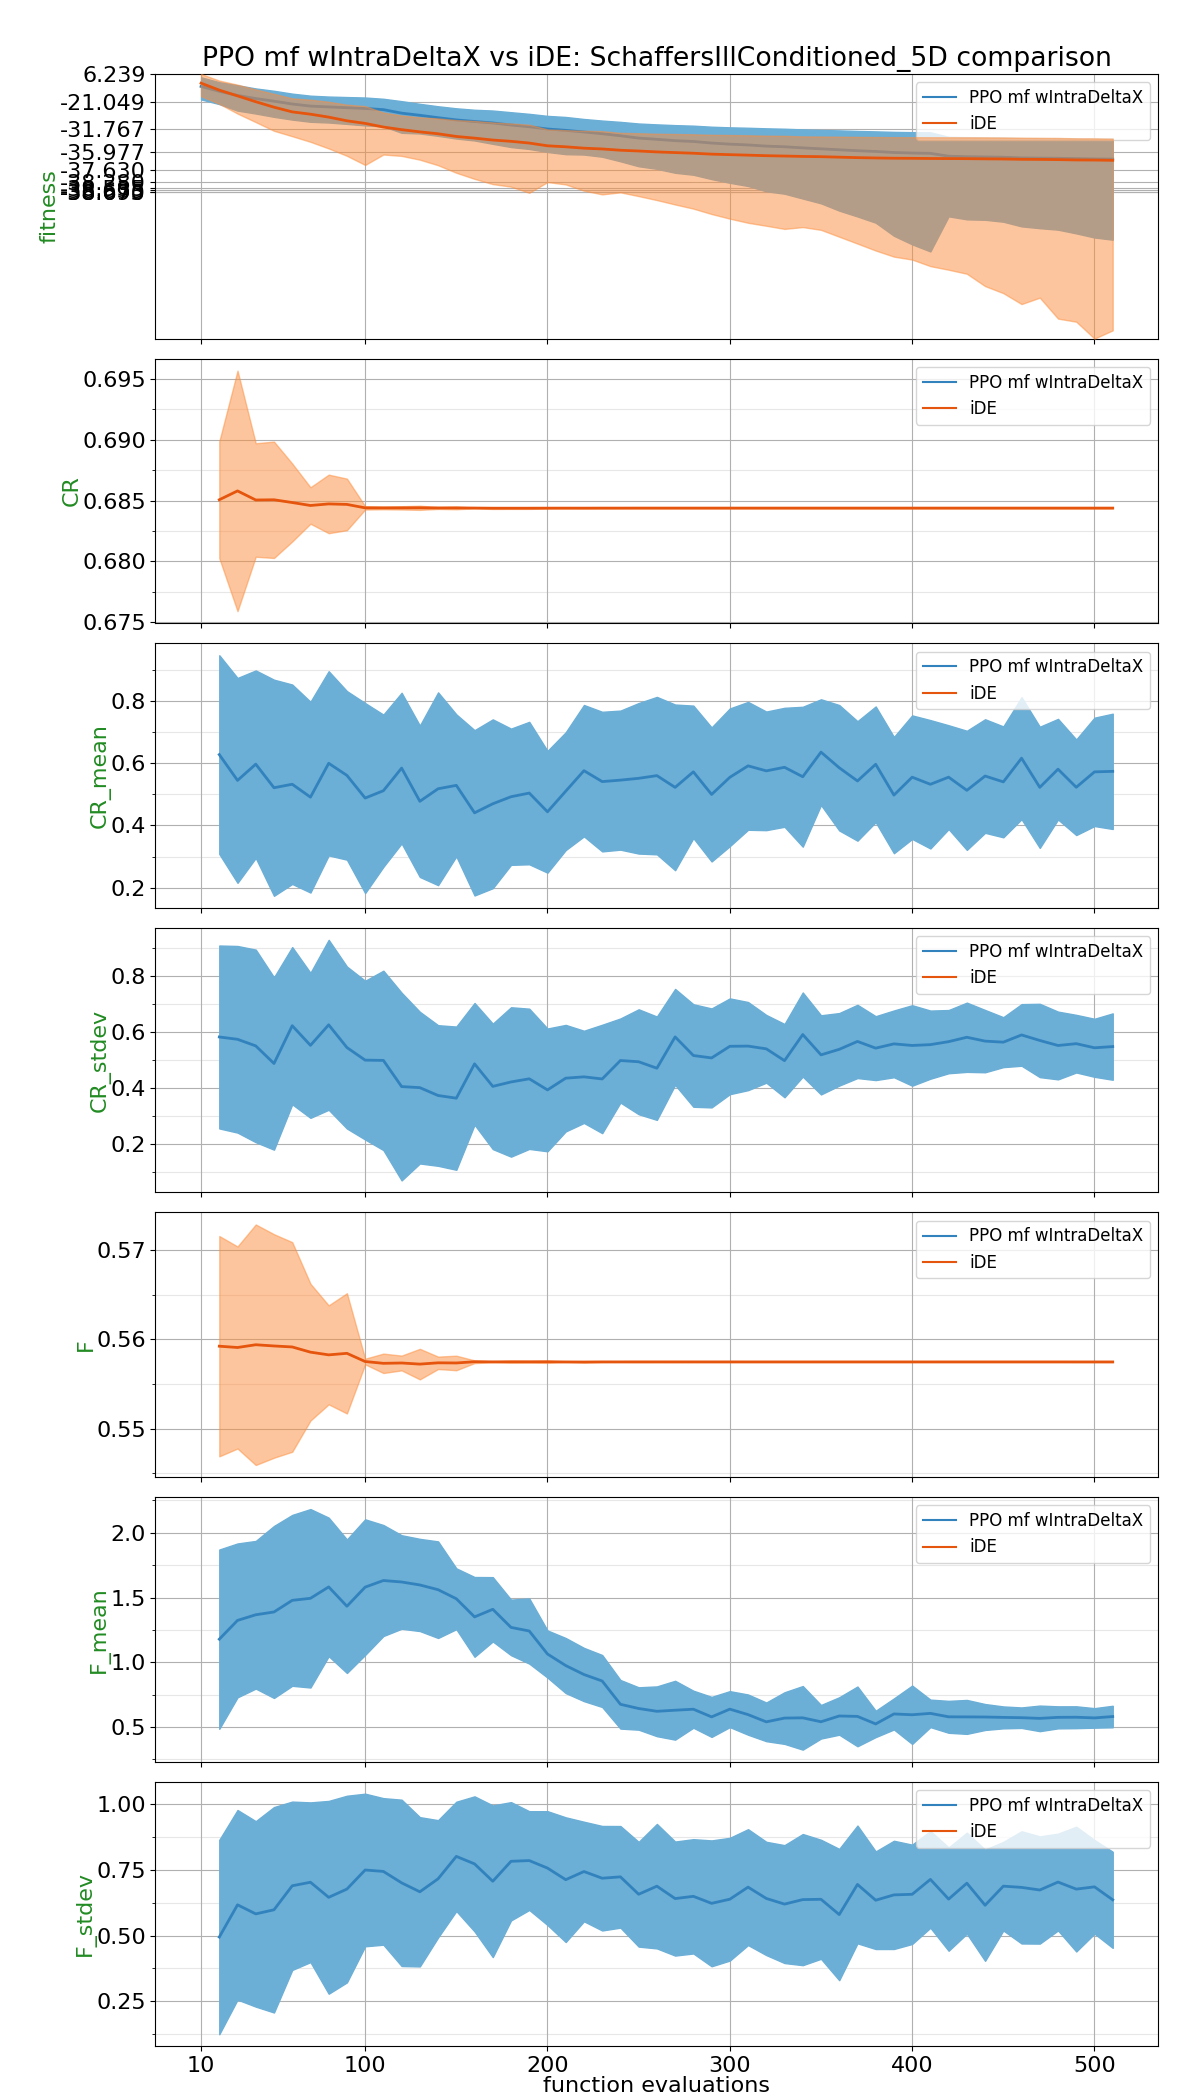 PPO mf wIntraDeltaX vs iDE: SchaffersIllConditioned_5D comparison
6.239
-21.049
-31.767
-35.977
-37.630
fitness
PPO mf wIntraDeltaX
iDE
0.695
0.690
0.685
0.680
0.675
CR
PPO mf wIntraDeltaX
iDE
0.8
0.6
0.4
0.2
CR_mean
PPO mf wIntraDeltaX
iDE
0.8
0.6
0.4
0.2
CR_stdev
PPO mf wIntraDeltaX
iDE
0.57
0.56
0.55
F
PPO mf wIntraDeltaX
iDE
2.0
1.5
1.0
0.5
F_mean
PPO mf wIntraDeltaX
iDE
1.00
0.75
0.50
0.25
F_stdev
PPO mf wIntraDeltaX
iDE
10 100 200 300 400 500
function evaluations